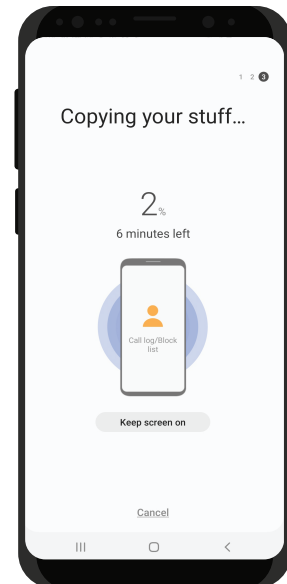 1 2 3
Copying your stuff...
2%
6 minutes left
Call log/Block
list
Keep screen on
Cancel